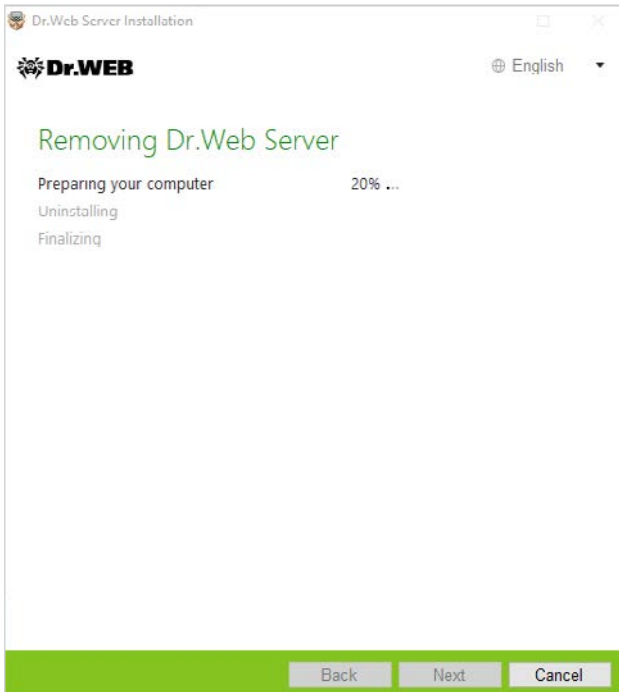 Dr.Web Server Installation
Dr.WEB
English
Removing Dr.Web Server
Preparing your computer 20% ...
Uninstalling
Finalizing
Back Next Cancel